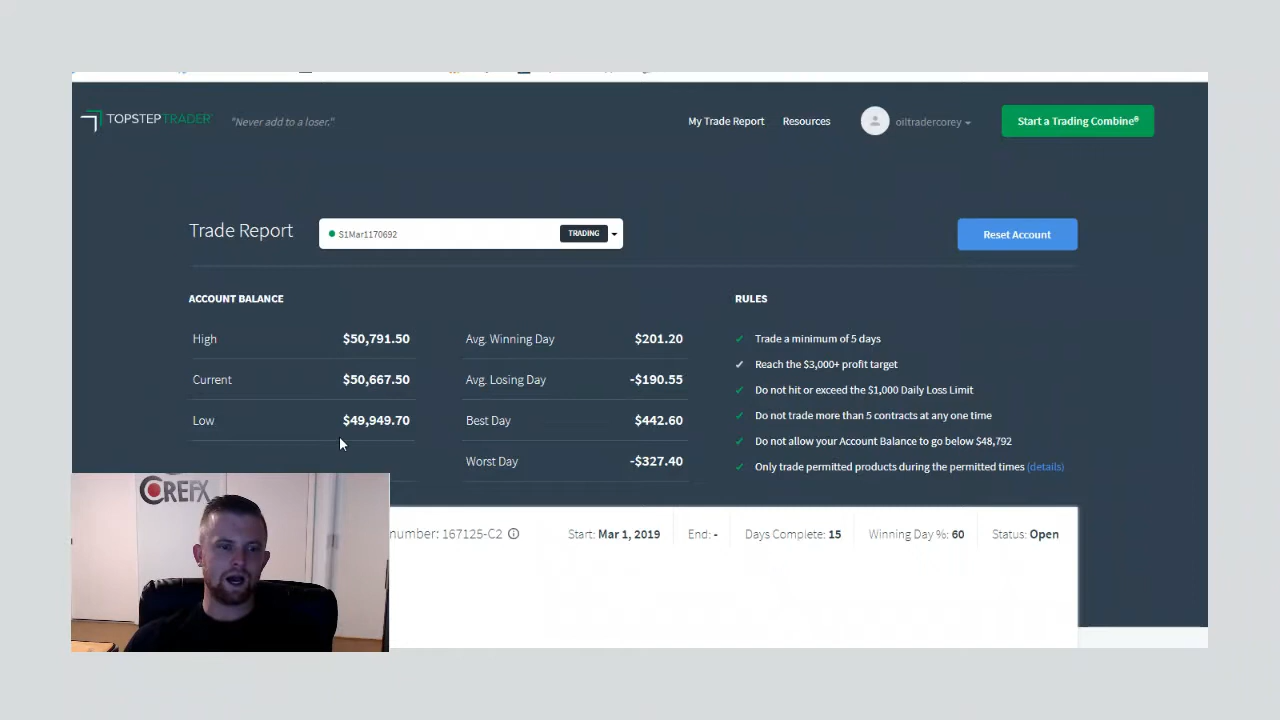 TOPSTEPTRADER "Never add to a loser." My Trade Report Resources oiltradercorey Start a Trading Combine®
Trade Report S1Mar1170692 TRADING Reset Account
ACCOUNT BALANCE RULES
High $50,791.50 Avg. Winning Day $201.20 Trade a minimum of 5 days
Reach the $3,000+ profit target
Current $50,667.50 Avg. Losing Day -$190.55 Do not hit or exceed the $1,000 Daily Loss Limit
Do not trade more than 5 contracts at any one time
Low $49,949.70 Best Day $442.60 Do not allow your Account Balance to go below $48,792
Worst Day -$327.40 Only trade permitted products during the permitted times (details)
COREFX
number: 167125-C2 Start: Mar 1, 2019 End: - Days Complete: 15 Winning Day %: 60 Status: Open